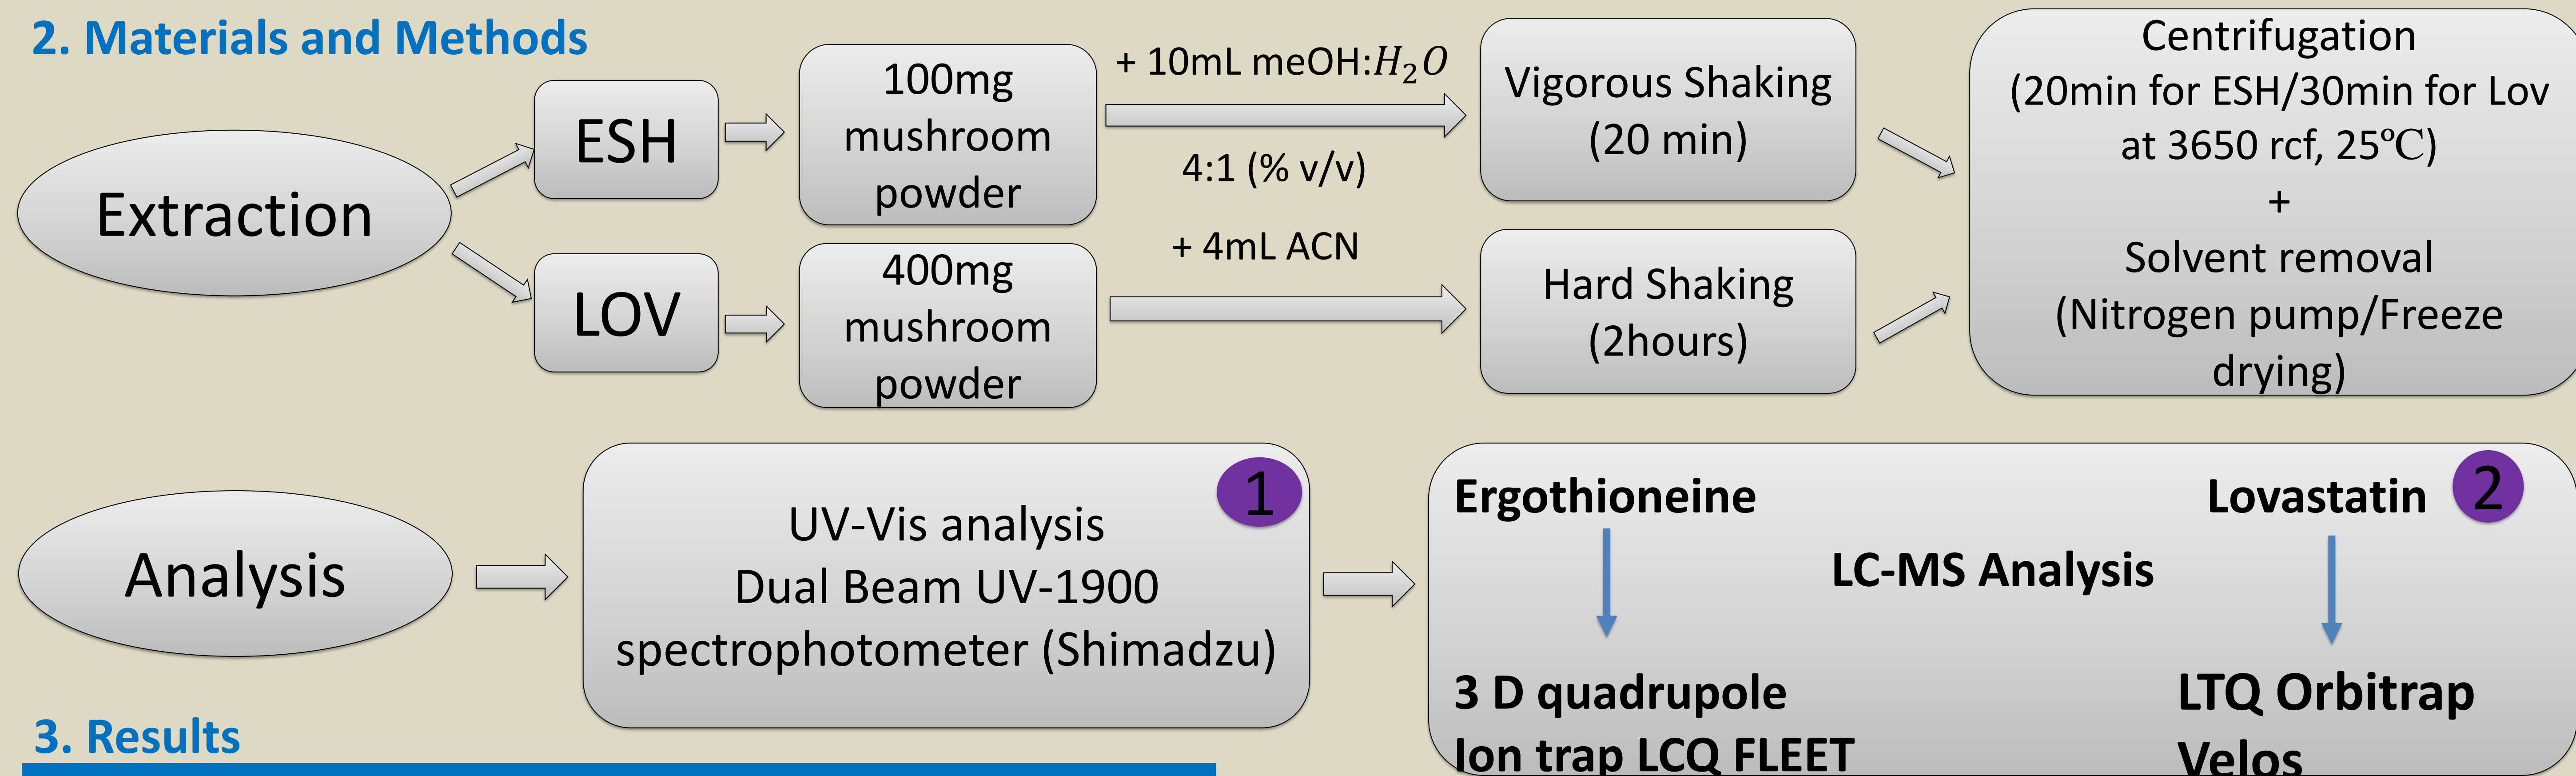 2. Materials and Methods
Extraction
ESH
100mg
mushroom
powder
+ 10mL meOH:H₂O
4:1 (% v/v)
Vigorous Shaking
(20 min)
LOV
400mg
mushroom
powder
+ 4mL ACN
Hard Shaking
(2hours)
Centrifugation
(20min for ESH/30min for Lov
at 3650 rcf, 25℃)
+
Solvent removal
(Nitrogen pump/Freeze
drying)
Analysis
1
UV-Vis analysis
Dual Beam UV-1900
spectrophotometer (Shimadzu)
Ergothioneine
Lovastatin
2
LC-MS Analysis
3 D quadrupole
Ion trap LCQ FLEET
LTQ Orbitrap
Velos
3. Results